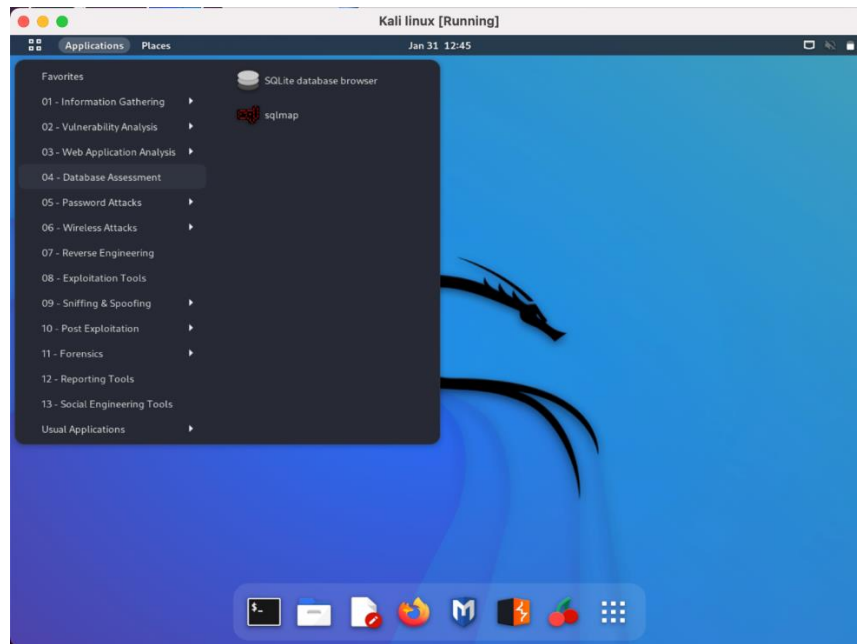 Kali linux [Running]
Applications Places Jan 31 12:45
Favorites
01 - Information Gathering
02 - Vulnerability Analysis
03 - Web Application Analysis
04 - Database Assessment
05 - Password Attacks
06 - Wireless Attacks
07 - Reverse Engineering
08 - Exploitation Tools
09 - Sniffing & Spoofing
10 - Post Exploitation
11 - Forensics
12 - Reporting Tools
13 - Social Engineering Tools
Usual Applications
SQLite database browser
sqlmap
$_